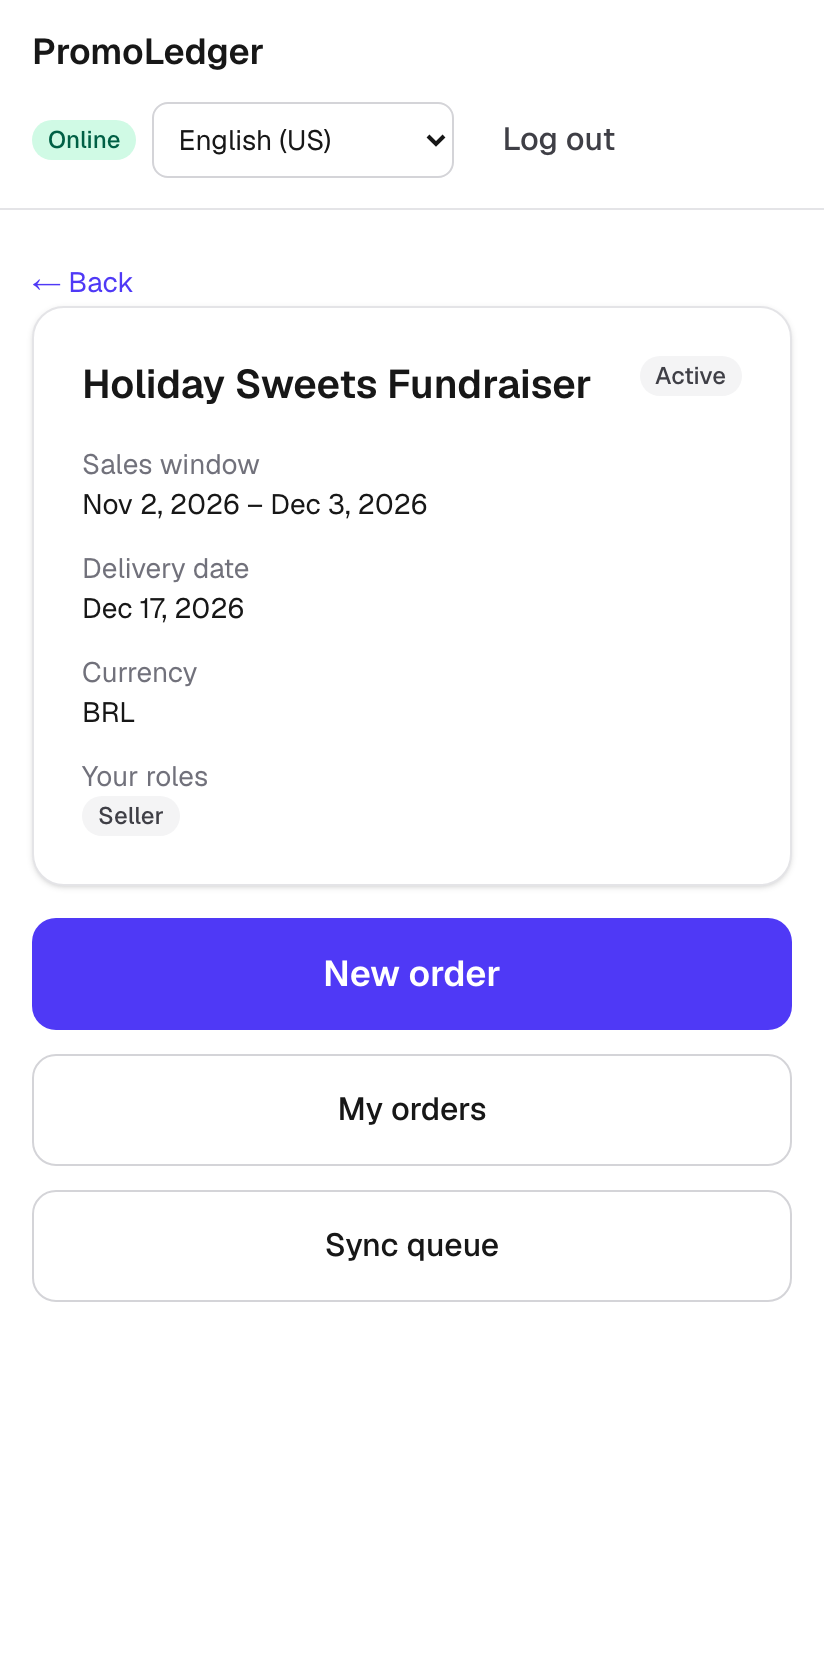 PromoLedger
Online
English (US)
Log out
← Back
Holiday Sweets Fundraiser
Active
Sales window
Nov 2, 2026 – Dec 3, 2026
Delivery date
Dec 17, 2026
Currency
BRL
Your roles
Seller
New order
My orders
Sync queue